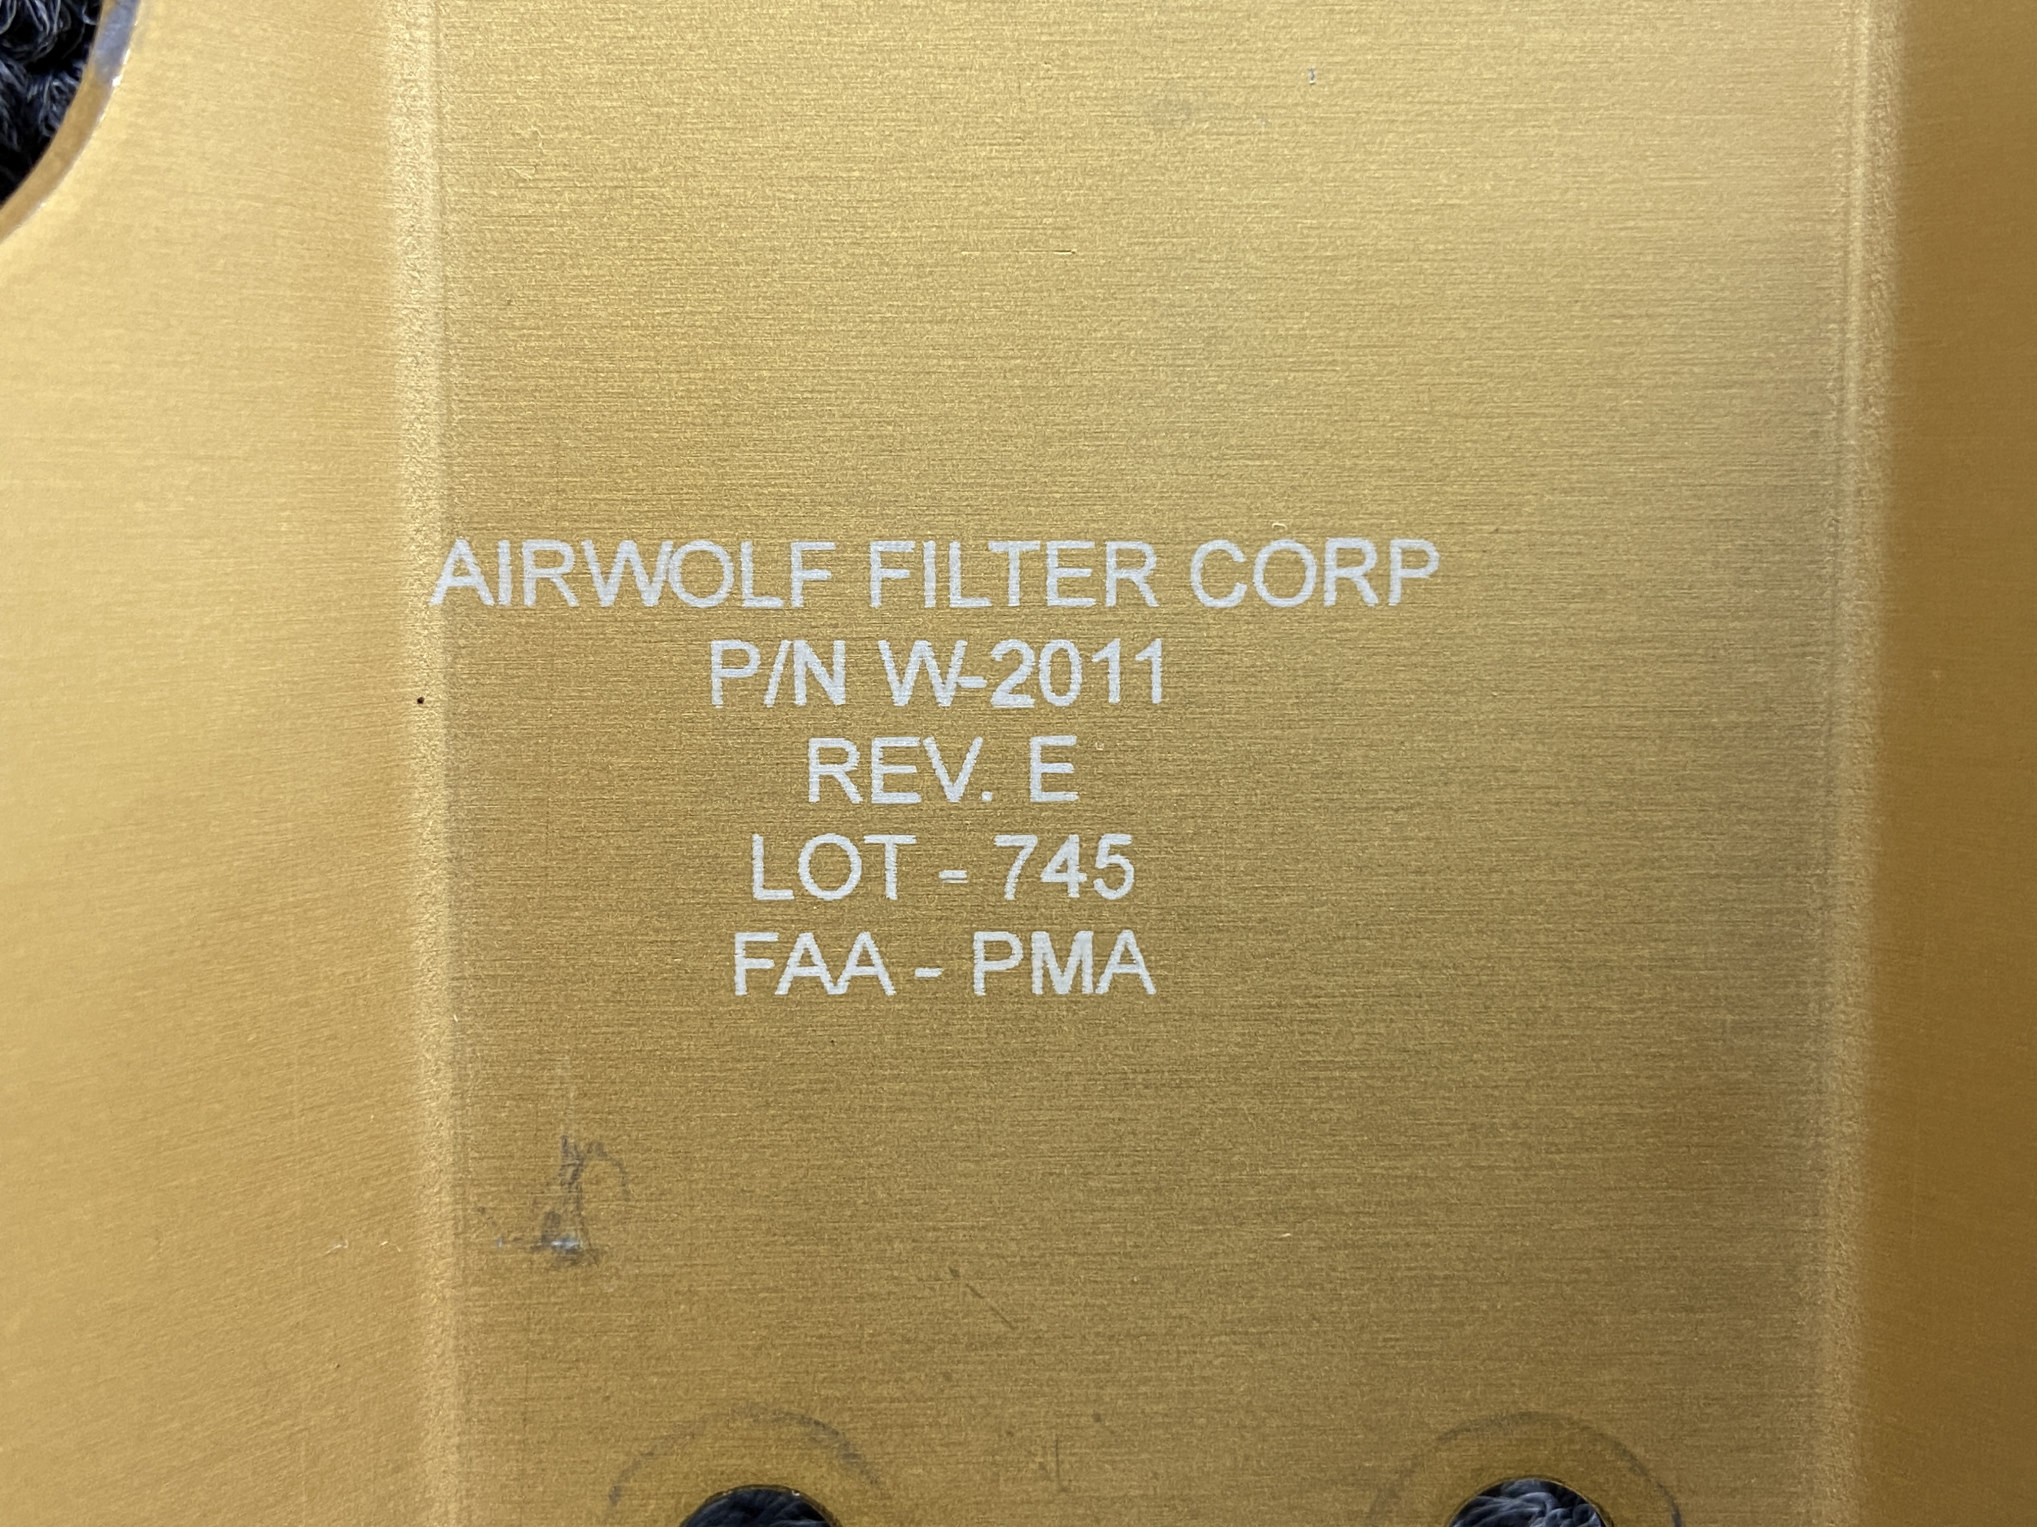 AIRWOLF FILTER CORP
P/N W-2011
REV. E
LOT - 745
FAA - PMA